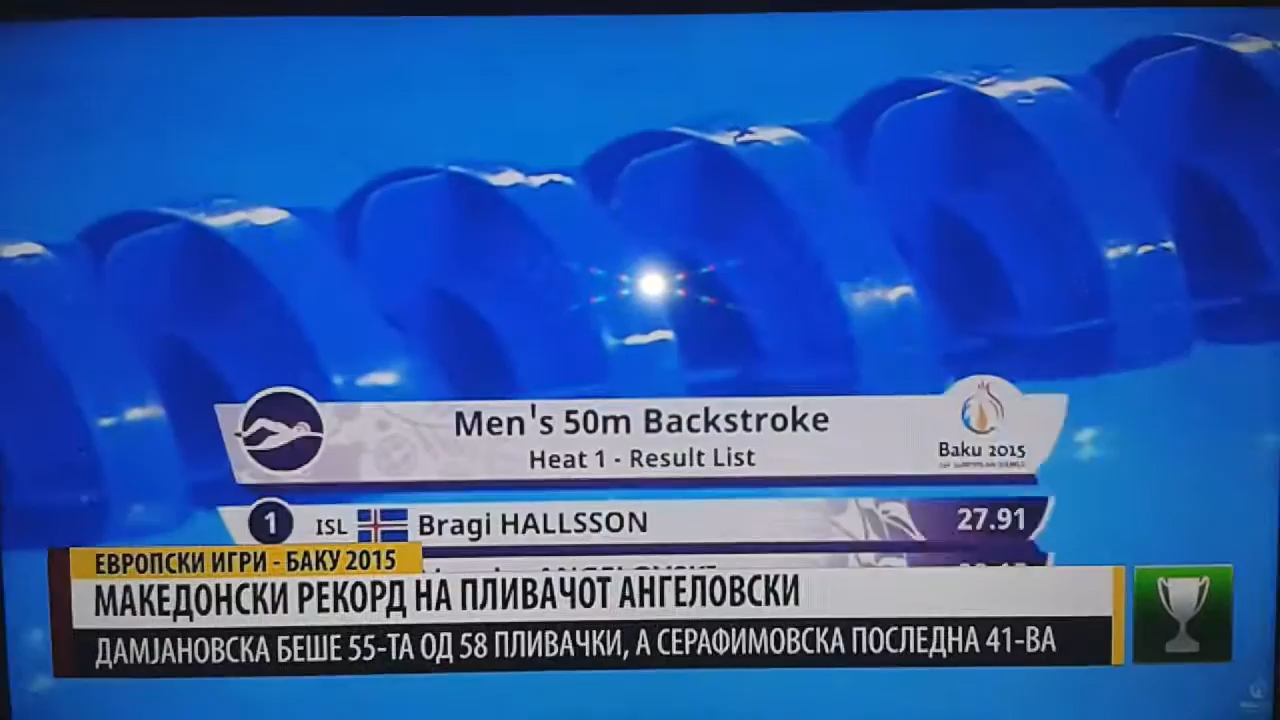 Men's 50m Backstroke
Heat 1 - Result List
Baku 2015
1 ISL Bragi HALLSSON 27.91
ЕВРОПСКИ ИГРИ - БАКУ 2015
МАКЕДОНСКИ РЕКОРД НА ПЛИВАЧОТ АНГЕЛОВСКИ
ДАМЈАНОВСКА БЕШЕ 55-ТА ОД 58 ПЛИВАЧКИ, А СЕРАФИМОВСКА ПОСЛЕДНА 41-ВА